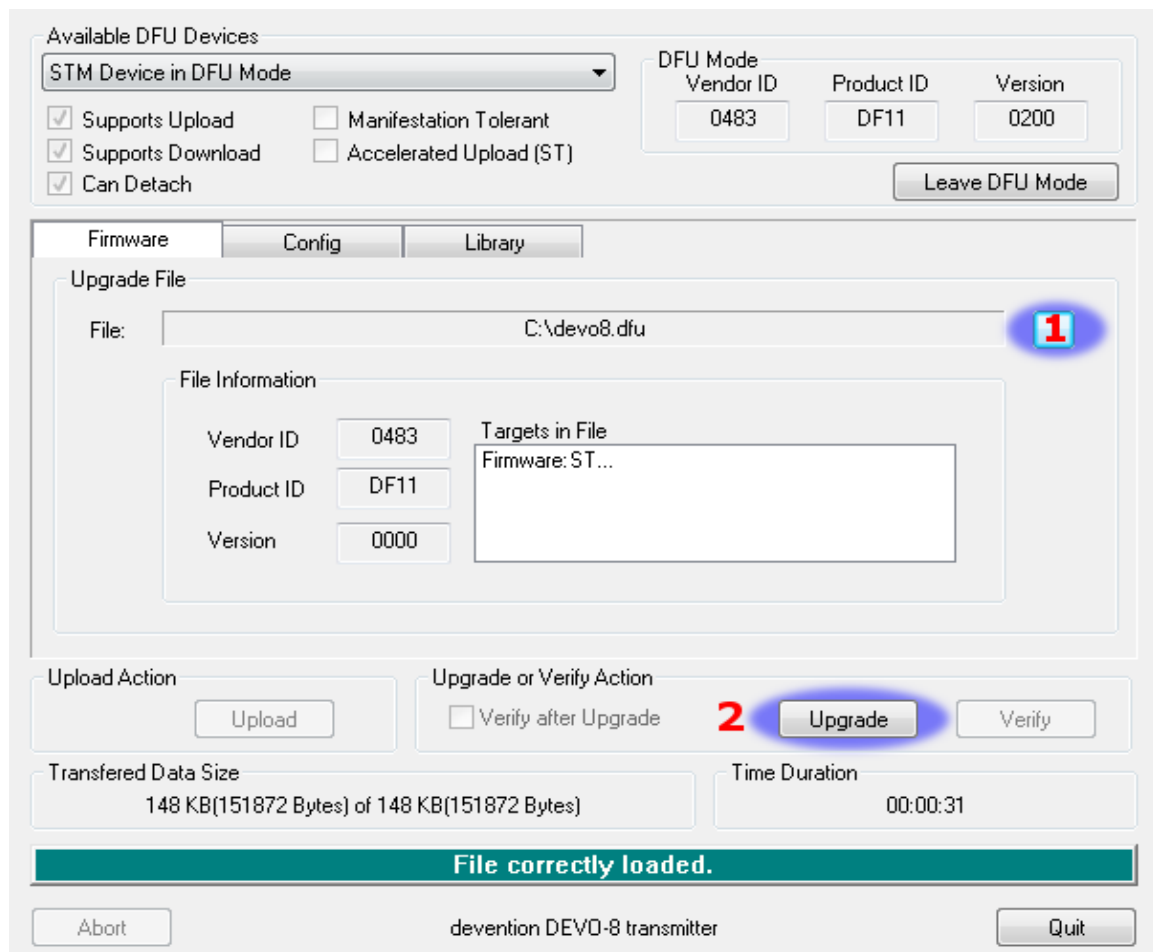 Available DFU Devices
STM Device in DFU Mode
DFU Mode
Vendor ID Product ID Version
0483 DF11 0200
Supports Upload Manifestation Tolerant
Supports Download Accelerated Upload (ST)
Can Detach
Leave DFU Mode
Firmware Config Library
Upgrade File
File: C:\devo8.dfu 1
File Information
Vendor ID 0483
Product ID DF11
Version 0000
Targets in File
Firmware: ST...
Upload Action
Upload
Upgrade or Verify Action
Verify after Upgrade 2 Upgrade Verify
Transfered Data Size
148 KB(151872 Bytes) of 148 KB(151872 Bytes)
Time Duration
00:00:31
File correctly loaded.
Abort devention DEVO-8 transmitter Quit